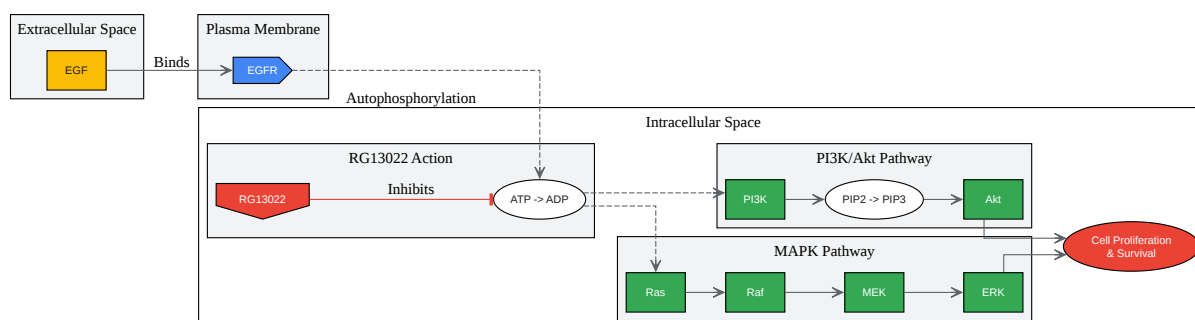 Extracellular Space
Plasma Membrane
EGF
Binds
EGFR
Autophosphorylation
Intracellular Space
RG13022 Action
PI3K/Akt Pathway
RG13022
Inhibits
ATP -> ADP
PI3K
PIP2 -> PIP3
Akt
Cell Proliferation
& Survival
MAPK Pathway
Ras
Raf
MEK
ERK